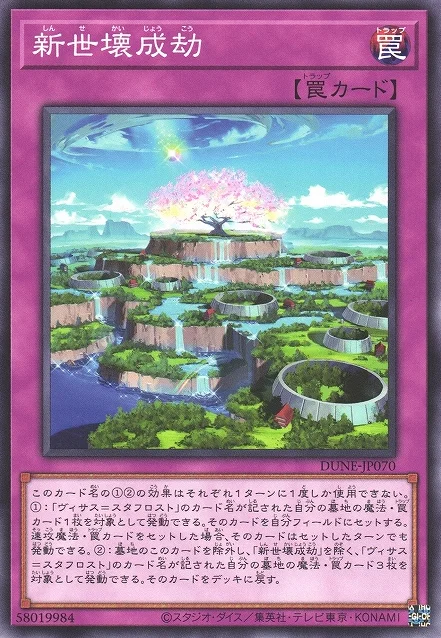 新世壊成劫
しんせかいじょうこう
罠
トラップ
【罠カード】
トラップ
DUNE-JP070
このカード名の①②の効果はそれぞれ1ターンに1度しか使用できない。
①:「ヴィサス=スタフロスト」のカード名が記された自分の墓地の魔法・罠
カード1枚を対象として発動できる。そのカードを自分フィールドにセットする。
速攻魔法・罠カードをセットした場合、そのカードはセットしたターンでも
発動できる。②:墓地のこのカードを除外し、「新世壊成劫」を除く、「ヴィサス
=スタフロスト」のカード名が記された自分の墓地の魔法・罠カード3枚を
対象として発動できる。そのカードをデッキに戻す。
58019984
©スタジオ・ダイス/集英社・テレビ東京・KONAMI